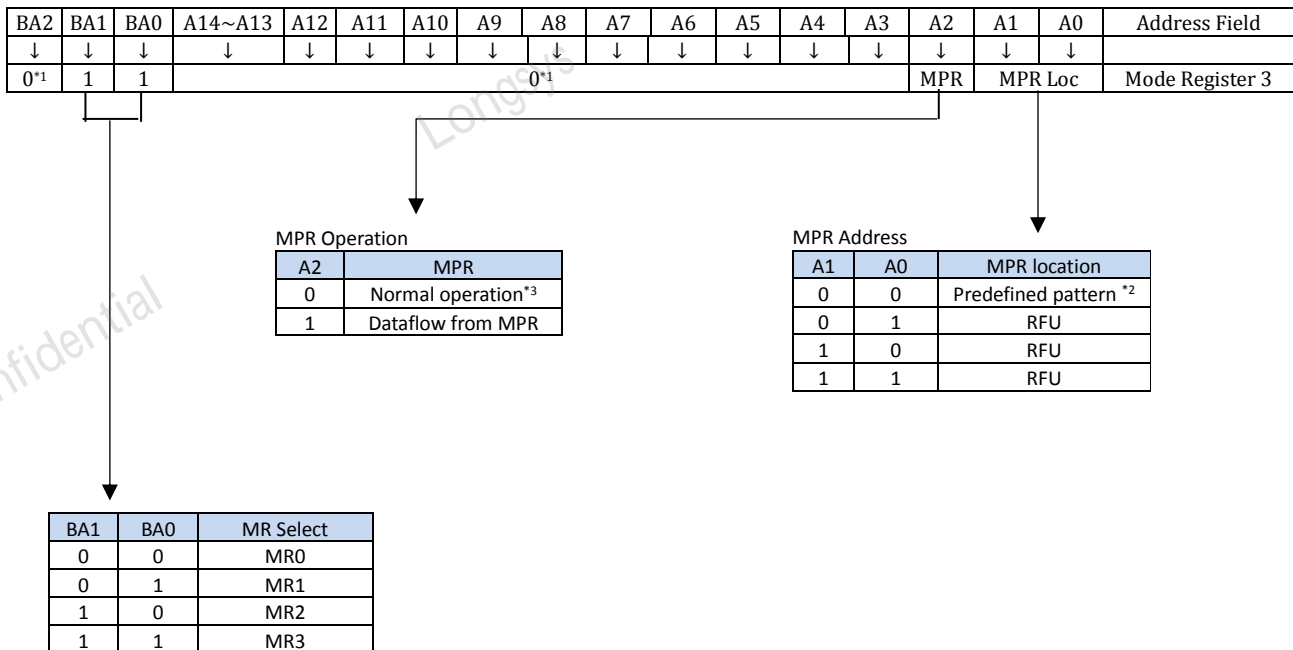 BA2 BA1 BA0 A14~A13 A12 A11 A10 A9 A8 A7 A6 A5 A4 A3 A2 A1 A0 Address Field
↓ ↓ ↓ ↓ ↓ ↓ ↓ ↓ ↓ ↓ ↓ ↓ ↓ ↓ ↓ ↓ ↓
0*1 1 1 0*1 MPR MPR Loc Mode Register 3
Longsys
MPR Operation
A2 MPR
0 Normal operation*3
1 Dataflow from MPR
MPR Address
A1 A0 MPR location
0 0 Predefined pattern *2
0 1 RFU
1 0 RFU
1 1 RFU
nfidential
BA1 BA0 MR Select
0 0 MR0
0 1 MR1
1 0 MR2
1 1 MR3